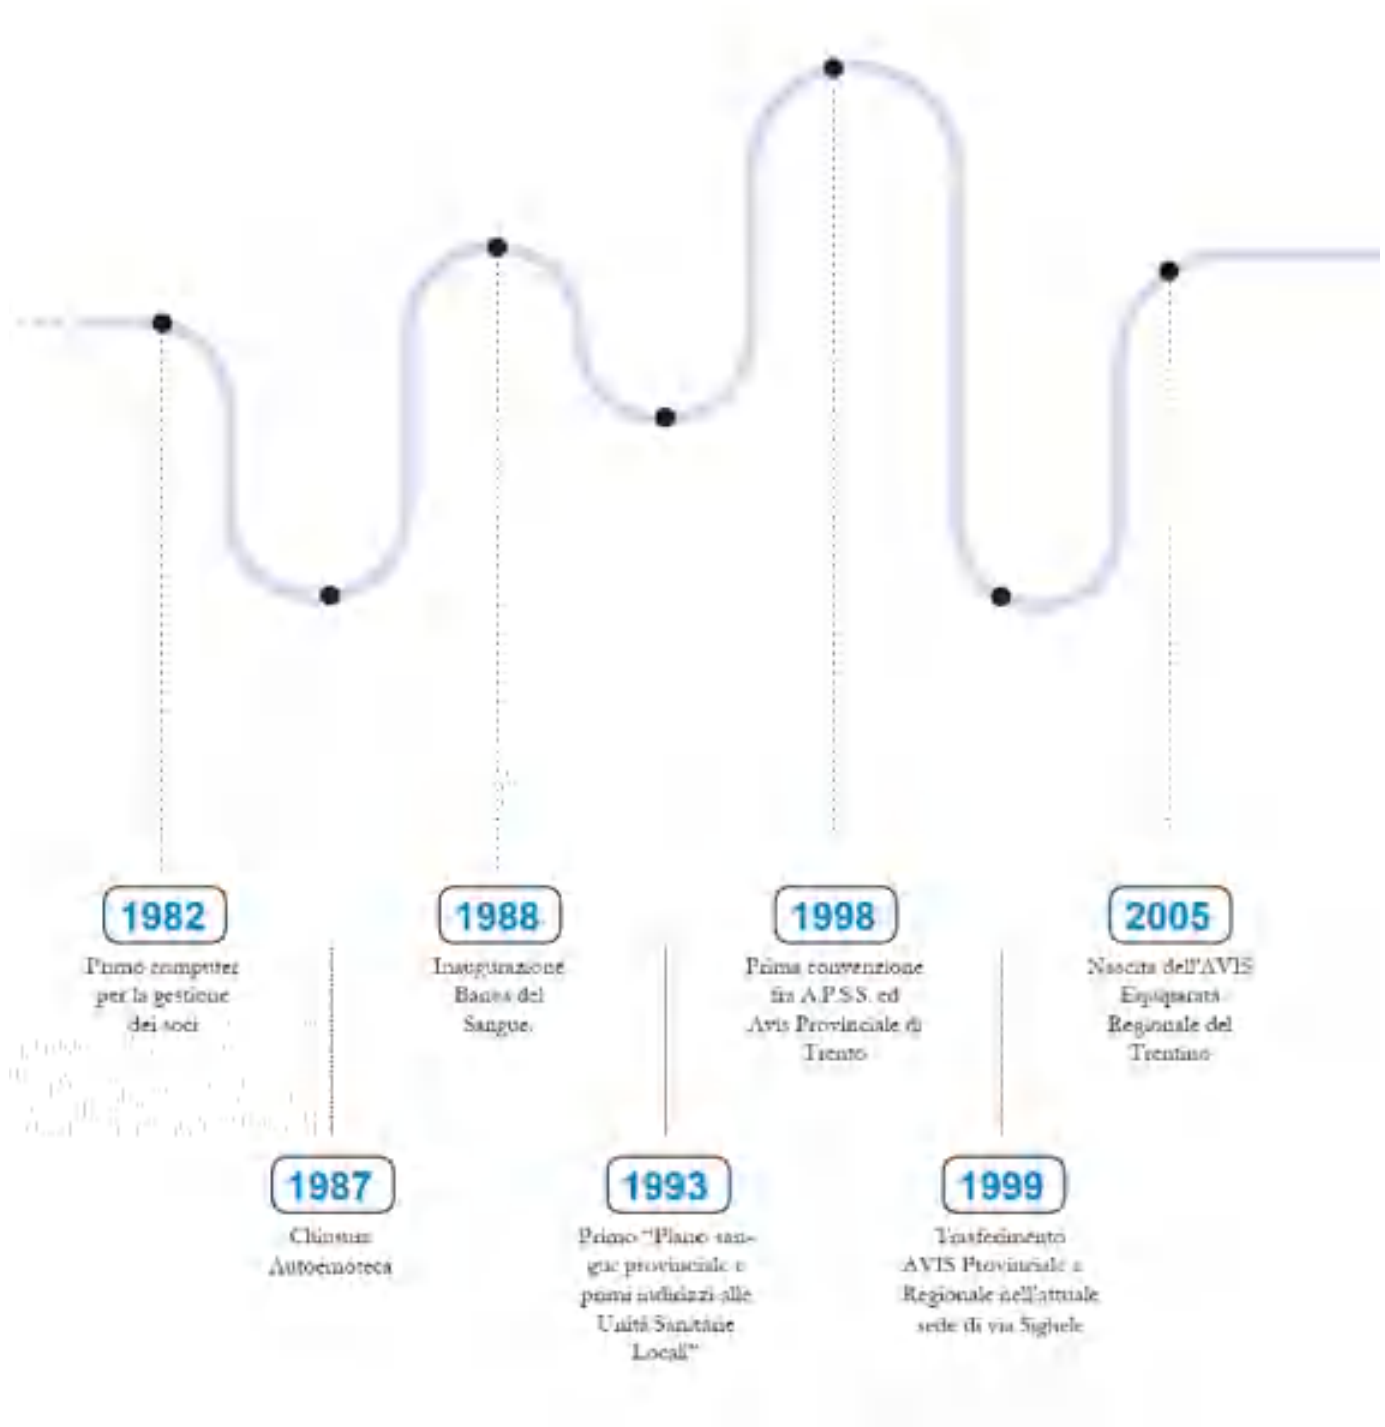 1982
Primo computer
per la gestione
dei soci
1987
Chiusura
Autoemoteca
1988
Inaugurazione
Banca del
Sangue.
1993
Primo “Piano san-
gue provinciale e
primi indirizzi alle
Unità Sanitarie
Locali”
1998
Prima convenzione
fra A.P.S.S. ed
Avis Provinciale di
Trento
1999
Trasferimento
AVIS Provinciale e
Regionale nell'attuale
sede di via Sighele
2005
Nascita dell'AVIS
Equiparata
Regionale del
Trentino